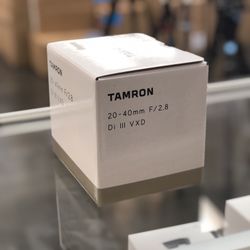 TAMRON
20-40mm F/2.8
Di III VXD